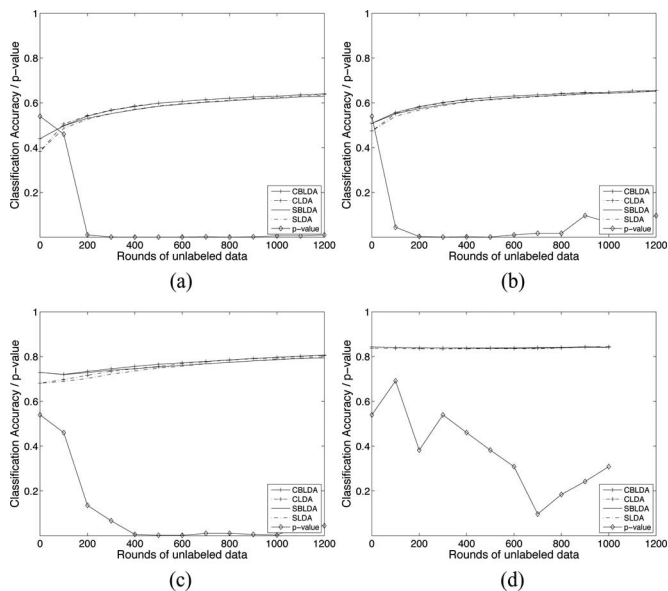 Classification Accuracy / p-value
1
0.8
0.6
0.4
0.2
0 200 400 600 800 1000 1200
Rounds of unlabeled data
CBLDA
CLDA
SBLDA
SLDA
p-value
(a)
Classification Accuracy / p-value
1
0.8
0.6
0.4
0.2
0 200 400 600 800 1000 1200
Rounds of unlabeled data
CBLDA
CLDA
SBLDA
SLDA
p-value
(b)
Classification Accuracy / p-value
1
0.8
0.6
0.4
0.2
0 200 400 600 800 1000 1200
Rounds of unlabeled data
CBLDA
CLDA
SBLDA
SLDA
p-value
(c)
Classification Accuracy / p-value
1
0.8
0.6
0.4
0.2
0 200 400 600 800 1000 1200
Rounds of unlabeled data
CBLDA
CLDA
SBLDA
SLDA
p-value
(d)